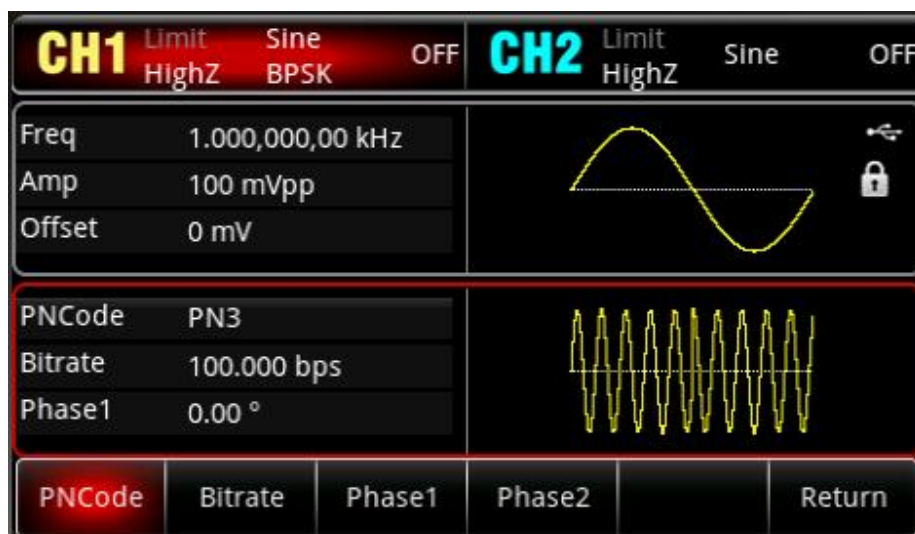 CH1 Limit Sine OFF CH2 Limit Sine OFF
HighZ BPSK HighZ
Freq 1.000,000,00 kHz
Amp 100 mVpp
Offset 0 mV
PNCode PN3
Bitrate 100.000 bps
Phase1 0.00 °
PNCode Bitrate Phase1 Phase2 Return